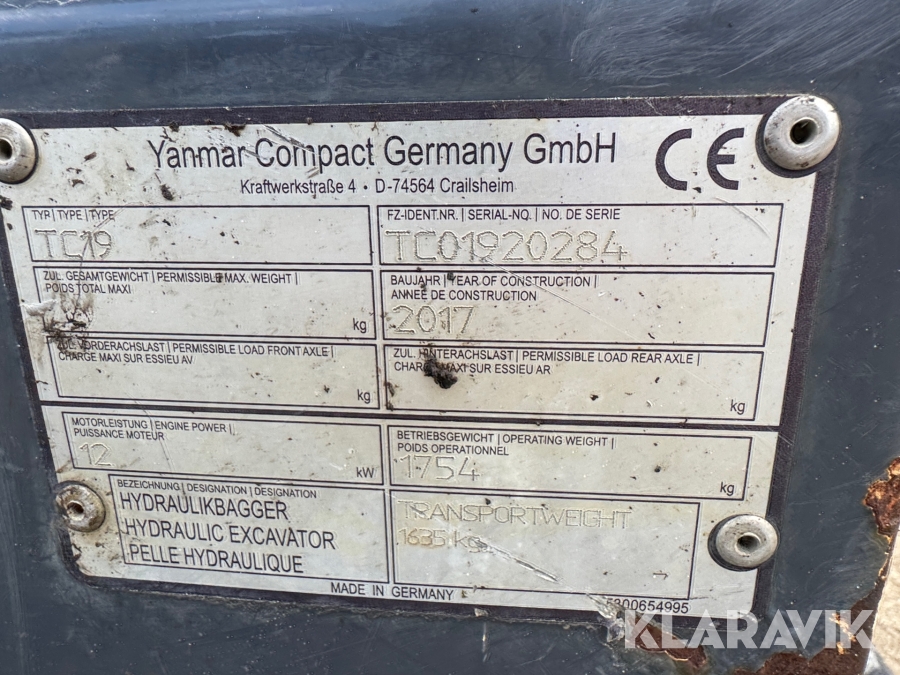 Yanmar Compact Germany GmbH
CE
Kraftwerkstraße 4 • D-74564 Crailsheim
TYP | TYPE | TYPE
TC19
FZ-IDENT.NR. | SERIAL-NO. | NO. DE SERIE
TC01920284
ZUL. GESAMTGEWICHT | PERMISSIBLE MAX. WEIGHT |
POIDS TOTAL MAXI
kg
BAUJAHR | YEAR OF CONSTRUCTION |
ANNEE DE CONSTRUCTION
2017
ZUL. VORDERACHSLAST | PERMISSIBLE LOAD FRONT AXLE |
CHARGE MAXI SUR ESSIEU AV
kg
ZUL. HINTERACHSLAST | PERMISSIBLE LOAD REAR AXLE |
CHARGE MAXI SUR ESSIEU AR
kg
MOTORLEISTUNG | ENGINE POWER |
PUISSANCE MOTEUR
12
kW
BETRIEBSGEWICHT | OPERATING WEIGHT |
POIDS OPERATIONNEL
1754
kg
BEZEICHNUNG | DESIGNATION | DESIGNATION
HYDRAULIKBAGGER
HYDRAULIC EXCAVATOR
PELLE HYDRAULIQUE
TRANSPORTWEIGHT
1635 kg
MADE IN GERMANY
KLARAVIK